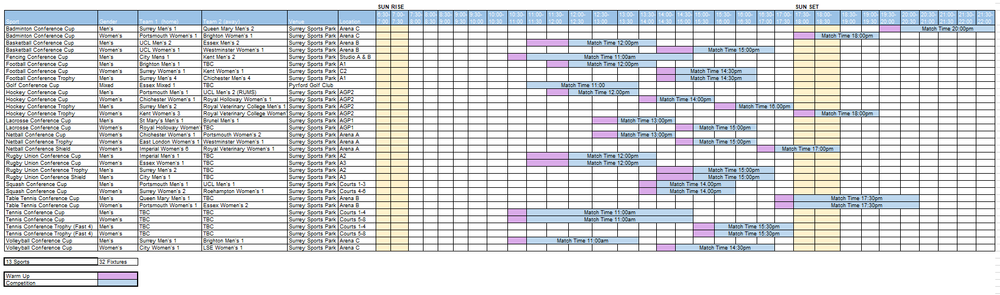 SUN RISE SUN SET
6:30- 7:00- 7:30- 8:00- 8:30- 9:00- 9:30- 10:00- 10:30- 11:00- 11:30- 12:00- 12:30- 13:00- 13:30- 14:00- 14:30- 15:00- 15:30- 16:00- 16:30- 17:00- 17:30- 18:00- 18:30- 19:00- 19:30- 20:00- 20:30- 21:00- 21:30-
Sport Gender Team 1 (home) Team 2 (away) Venue Location 7:00 7:30 8:00 8:30 9:00 9:30 10:00 10:30 11:00 11:30 12:00 12:30 13:00 13:30 14:00 14:30 15:00 15:30 16:00 16:30 17:00 17:30 18:00 18:30 19:00 19:30 20:00 20:30 21:00 21:30 22:00
Badminton Conference Cup Men's Surrey Men's 1 Queen Mary Men's 2 Surrey Sports Park Arena C Match Time 20:00pm
Badminton Conference Cup Women's Portsmouth Women's 1 Brighton Women's 1 Surrey Sports Park Arena C Match Time 18:00pm
Basketball Conference Cup Men's UCL Men's 2 Essex Men's 2 Surrey Sports Park Arena B Match Time 12:00pm
Basketball Conference Cup Women's UCL Women's 1 Westminster Women's 1 Surrey Sports Park Arena B Match Time 15:00pm
Fencing Conference Cup Men's City Mens 1 Kent Men's 2 Surrey Sports Park Studio A & B Match Time 11:00am
Football Conference Cup Men's Brighton Men's 1 TBC Surrey Sports Park A1 Match Time 12:00pm
Football Conference Cup Women's Surrey Women's 1 Kent Women's 1 Surrey Sports Park C2 Match Time 14:30pm
Football Conference Trophy Men's Surrey Men's 4 Chichester Men's 4 Surrey Sports Park A1 Match Time 14:30pm
Golf Conference Cup Mixed Essex Mixed 1 TBC Pyrford Golf Club Match Time 11:00
Hockey Conference Cup Men's Portsmouth Men's 1 UCL Men's 2 (RUMS) Surrey Sports Park AGP2 Match Time 12.00pm
Hockey Conference Cup Women's Chichester Women's 1 Royal Holloway Women's 1 Surrey Sports Park AGP2 Match Time 14:00pm
Hockey Conference Trophy Men's Surrey Men's 2 Royal Veterinary College Men's 1 Surrey Sports Park AGP2 Match Time 16.00pm
Hockey Conference Trophy Women's Kent Women's 3 Royal Veterinary College Women' Surrey Sports Park AGP2 Match Time 18:00pm
Lacrosse Conference Cup Men's St Mary's Men's 1 Brunel Men's 1 Surrey Sports Park AGP1 Match Time 13:00pm
Lacrosse Conference Cup Women's Royal Holloway Women's TBC Surrey Sports Park AGP1 Match Time 15:00pm
Netball Conference Cup Women's Chichester Women's 1 Portsmouth Women's 2 Surrey Sports Park Arena A Match Time 13:00pm
Netball Conference Trophy Women's East London Women's 1 Westminster Women's 1 Surrey Sports Park Arena A Match Time 15:00pm
Netball Conference Shield Women's Imperial Women's 6 Royal Veterinary Women's 1 Surrey Sports Park Arena A Match Time 17:00pm
Rugby Union Conference Cup Men's Imperial Men's 1 TBC Surrey Sports Park A2 Match Time 12:00pm
Rugby Union Conference Cup Women's Essex Women's 1 TBC Surrey Sports Park A3 Match Time 12:00pm
Rugby Union Conference Trophy Men's Surrey Men's 2 TBC Surrey Sports Park A2 Match Time 15:00pm
Rugby Union Conference Shield Men's City Men's 1 TBC Surrey Sports Park A3 Match Time 15:00pm
Squash Conference Cup Men's Portsmouth Men's 1 UCL Men's 1 Surrey Sports Park Courts 1-3 Match Time 14.00pm
Squash Conference Cup Women's Surrey Women's 2 Roehampton Women's 1 Surrey Sports Park Courts 4-6 Match Time 14.00pm
Table Tennis Conference Cup Men's Queen Mary Men's 1 TBC Surrey Sports Park Arena B Match Time 17:30pm
Table Tennis Conference Cup Women's Portsmouth Women's 1 Essex Women's 2 Surrey Sports Park Arena B Match Time 17:30pm
Tennis Conference Cup Men's TBC TBC Surrey Sports Park Courts 1-4 Match Time 11:00am
Tennis Conference Cup Women's TBC TBC Surrey Sports Park Courts 5-8 Match Time 11:00am
Tennis Conference Trophy (Fast 4) Men's TBC TBC Surrey Sports Park Courts 1-4 Match Time 15:30pm
Tennis Conference Trophy (Fast 4) Women's TBC TBC Surrey Sports Park Courts 5-8 Match Time 15:30pm
Volleyball Conference Cup Men's Surrey Men's 1 Brighton Men's 1 Surrey Sports Park Arena C Match Time 11:00am
Volleyball Conference Cup Women's City Women's 1 LSE Women's 1 Surrey Sports Park Arena C Match Time 14:30pm
13 Sports 32 Fixtures
Warm Up
Competition